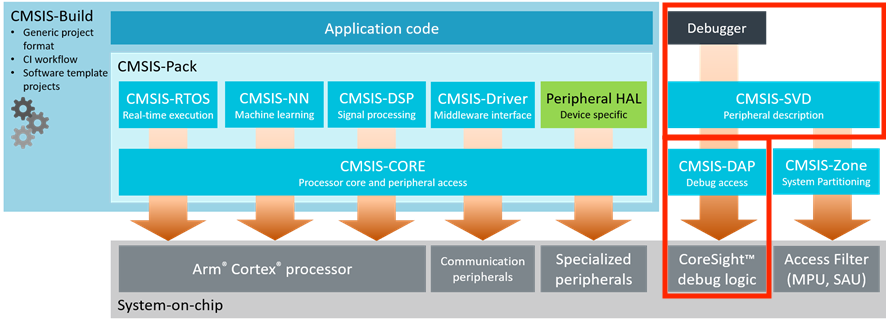 CMSIS-Build
• Generic project
format
• CI workflow
• Software template
projects
Application code
CMSIS-Pack
CMSIS-RTOS
Real-time execution
CMSIS-NN
Machine learning
CMSIS-DSP
Signal processing
CMSIS-Driver
Middleware interface
Peripheral HAL
Device specific
CMSIS-CORE
Processor core and peripheral access
Debugger
CMSIS-SVD
Peripheral description
CMSIS-DAP
Debug access
CMSIS-Zone
System Partitioning
Arm® Cortex® processor
Communication
peripherals
Specialized
peripherals
CoreSight™
debug logic
Access Filter
(MPU, SAU)
System-on-chip